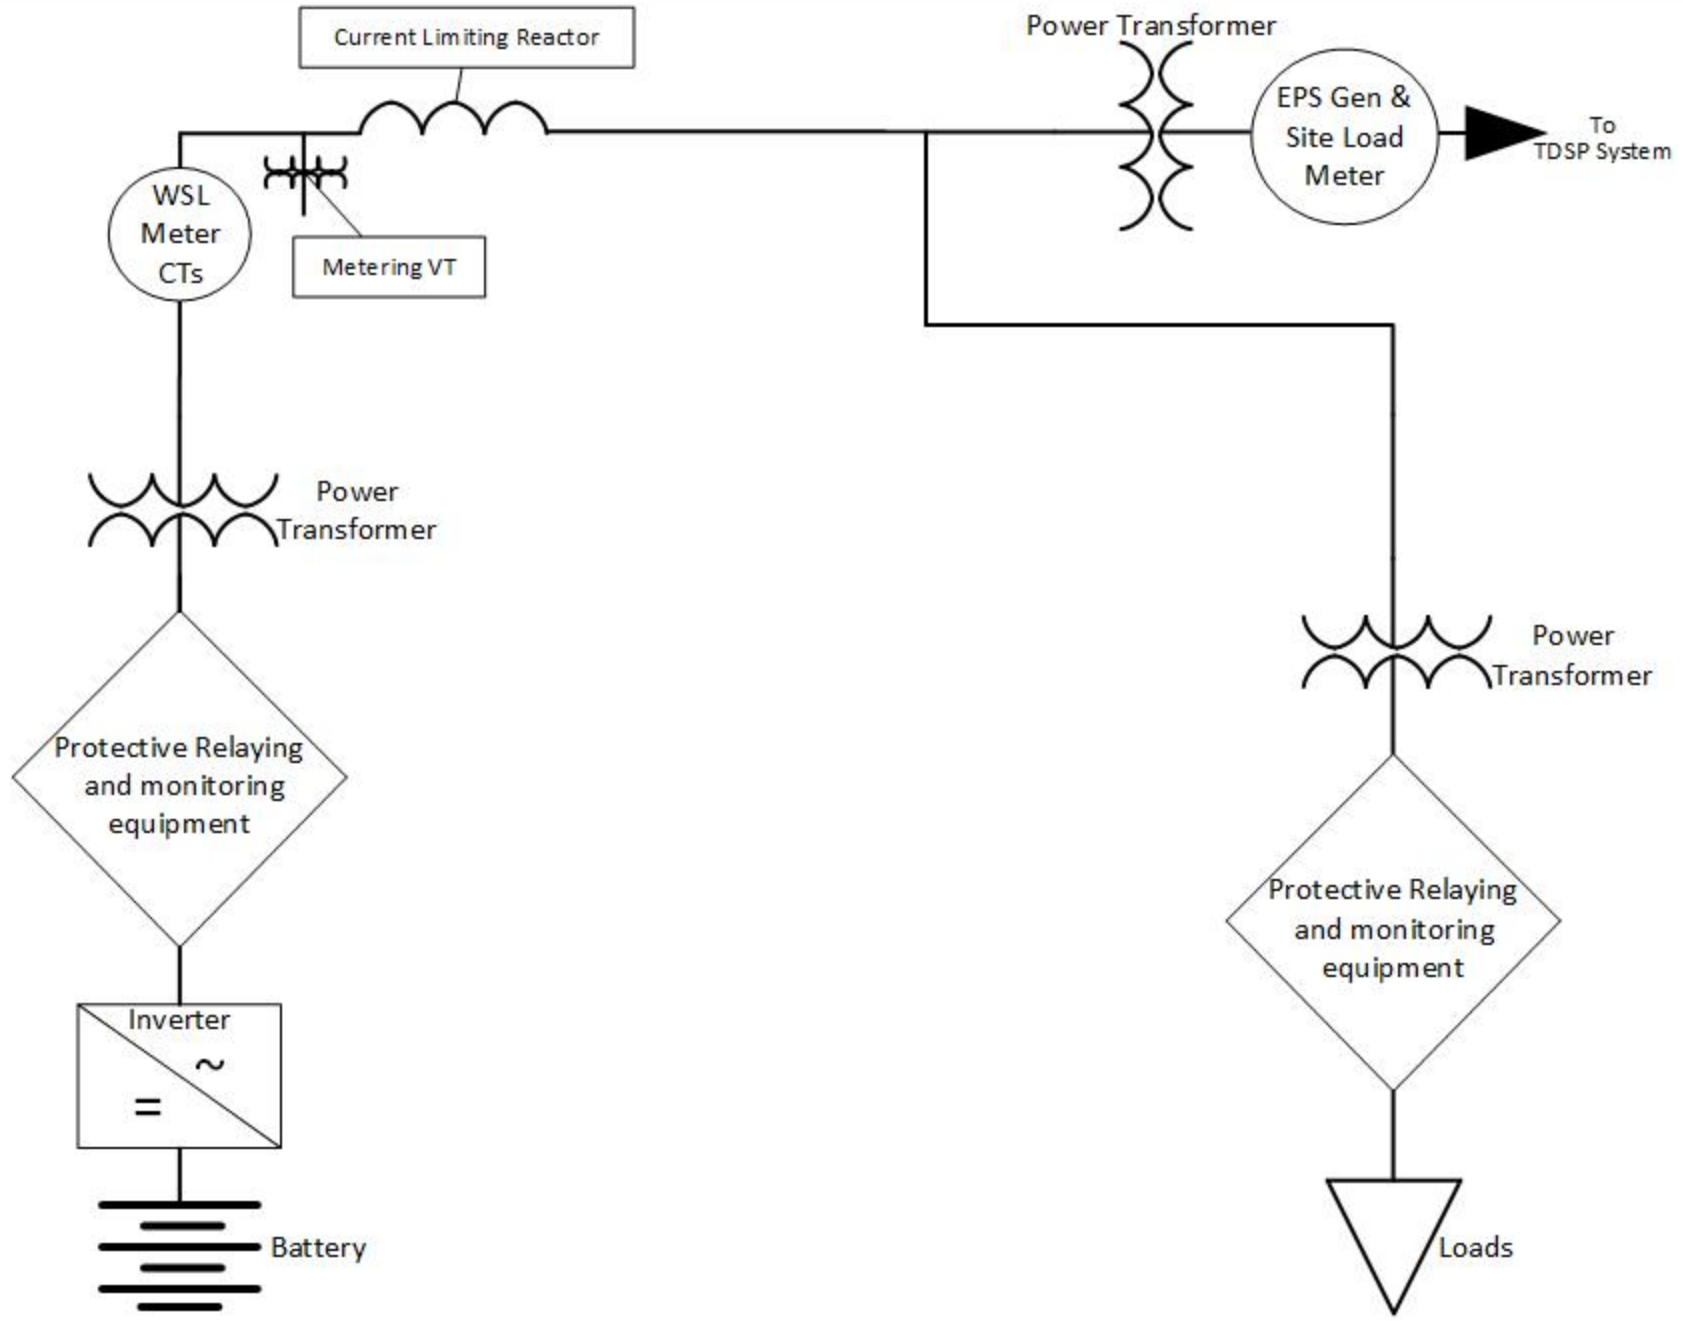 Current Limiting Reactor
Power Transformer
EPS Gen &
Site Load
Meter
To
TDSP System
WSL
Meter
CTs
Metering VT
Power
Transformer
Power
Transformer
Protective Relaying
and monitoring
equipment
Protective Relaying
and monitoring
equipment
Inverter
~
=
Battery
Loads